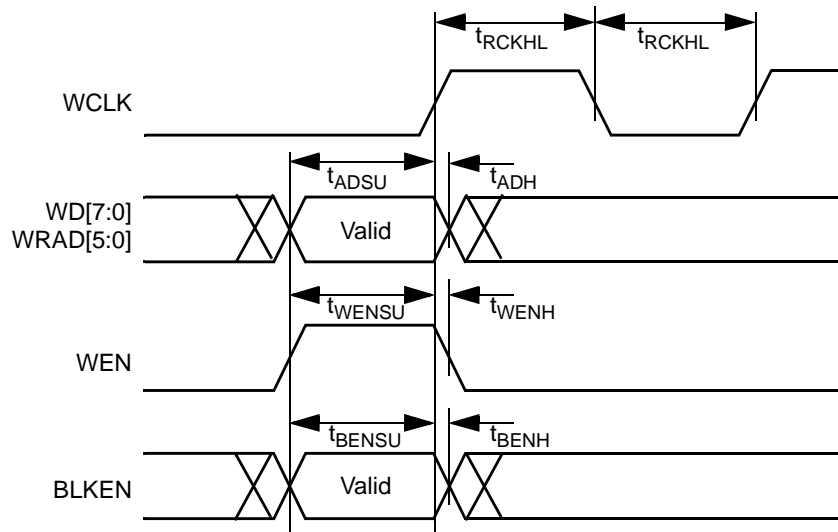 tRCKHL tRCKHL
WCLK
tADSU tADH
WD[7:0]
WRAD[5:0]
Valid
tWENSU tWENH
WEN
tBENSU tBENH
BLKEN
Valid